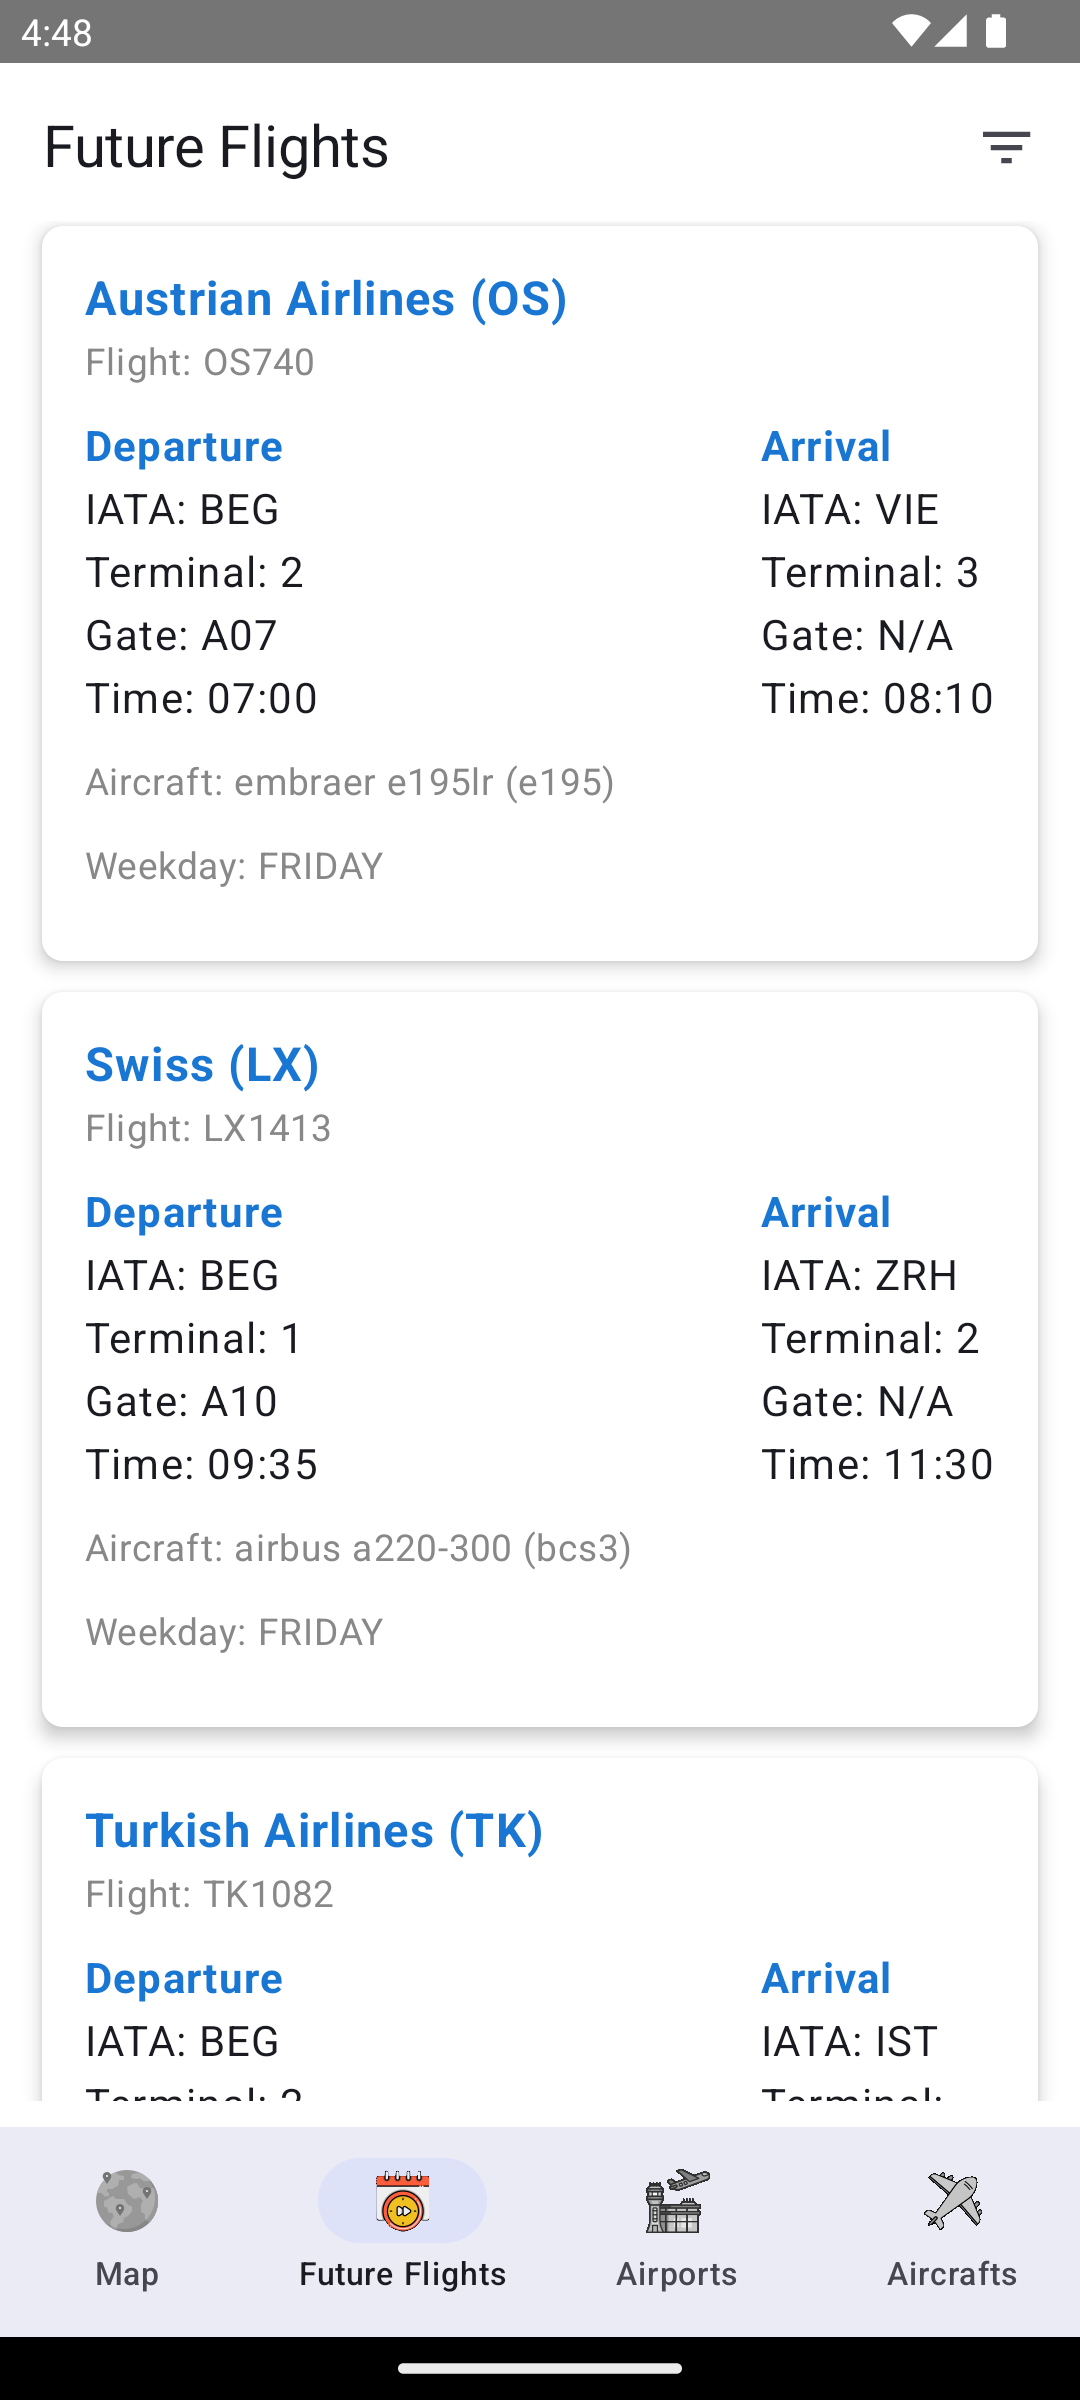 4:48
Future Flights
Austrian Airlines (OS)
Flight: OS740
Departure
IATA: BEG
Terminal: 2
Gate: A07
Time: 07:00
Arrival
IATA: VIE
Terminal: 3
Gate: N/A
Time: 08:10
Aircraft: embraer e195lr (e195)
Weekday: FRIDAY
Swiss (LX)
Flight: LX1413
Departure
IATA: BEG
Terminal: 1
Gate: A10
Time: 09:35
Arrival
IATA: ZRH
Terminal: 2
Gate: N/A
Time: 11:30
Aircraft: airbus a220-300 (bcs3)
Weekday: FRIDAY
Turkish Airlines (TK)
Flight: TK1082
Departure
IATA: BEG
Terminal:
Arrival
IATA: IST
Terminal:
Map
Future Flights
Airports
Aircrafts